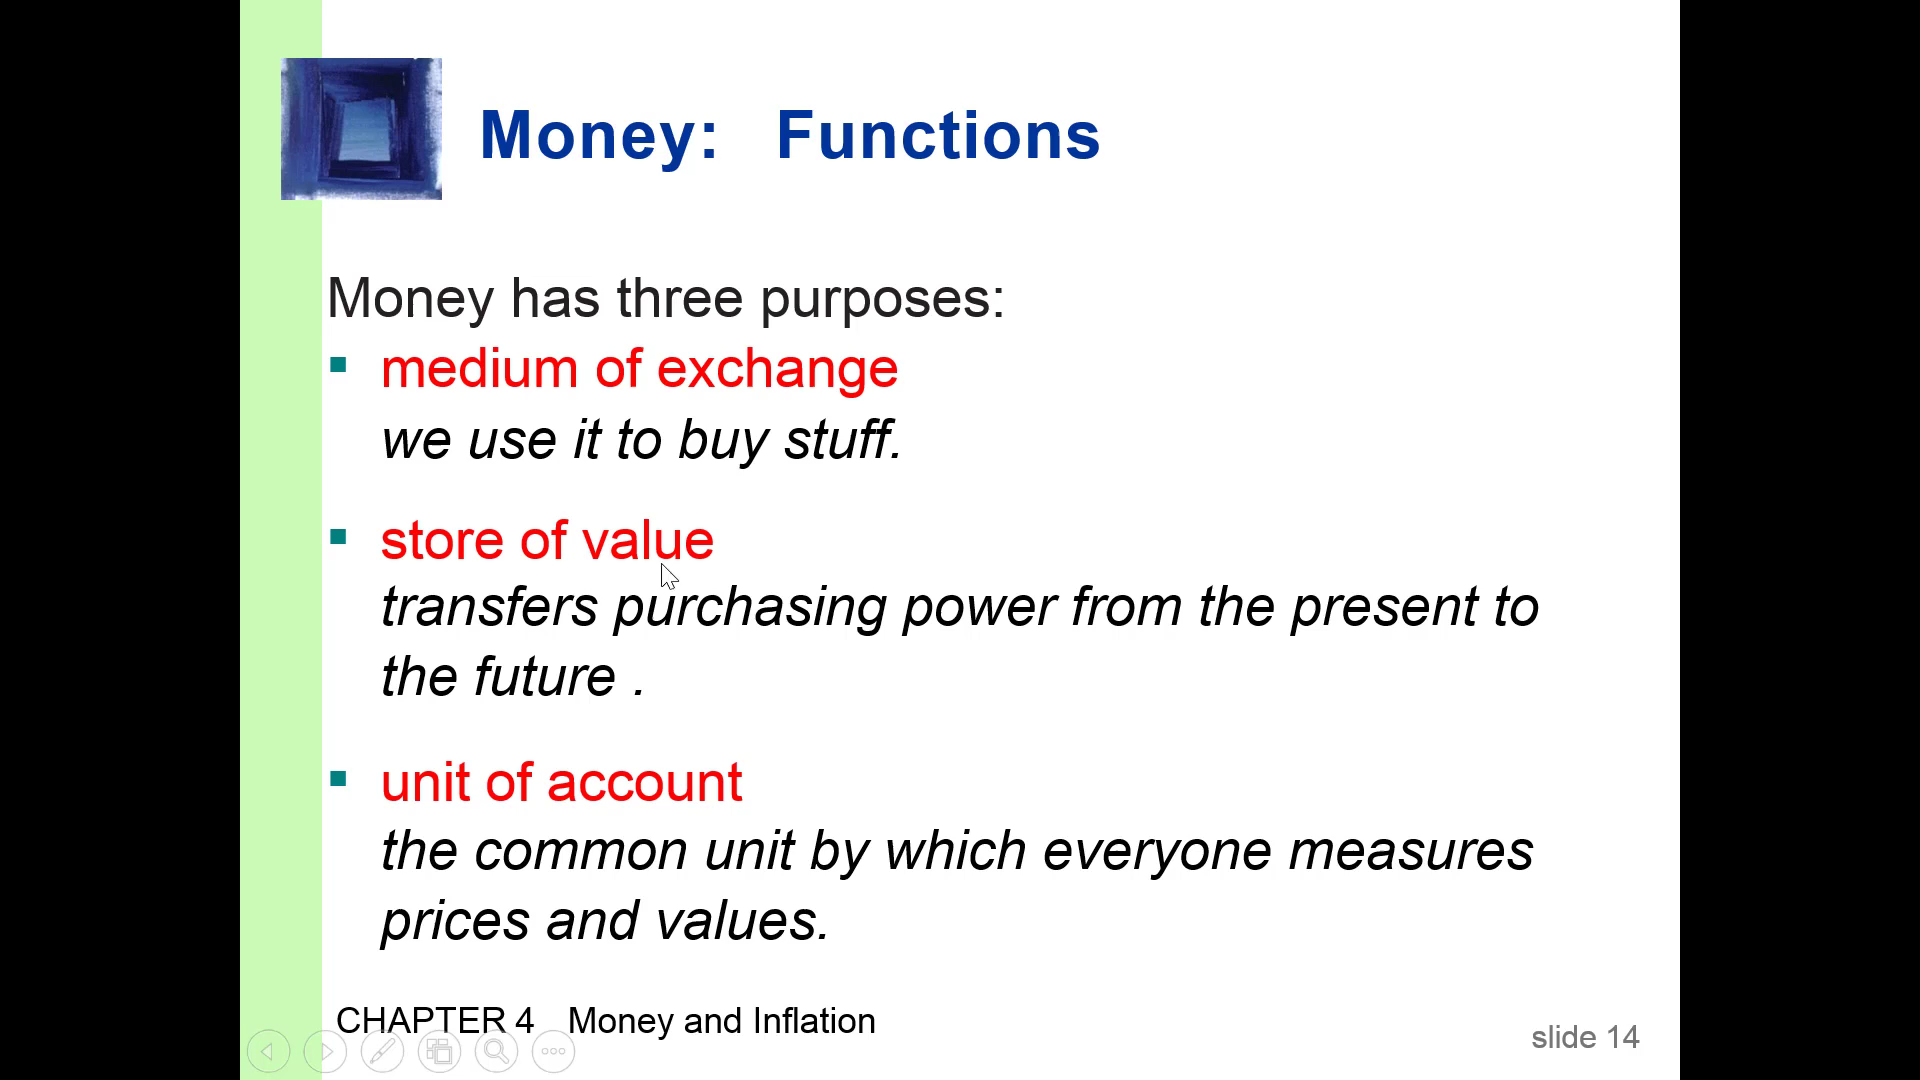 Money: Functions
Money has three purposes:
▪ medium of exchange
we use it to buy stuff.
▪ store of value
transfers purchasing power from the present to
the future .
▪ unit of account
the common unit by which everyone measures
prices and values.
CHAPTER 4 Money and Inflation
slide 14